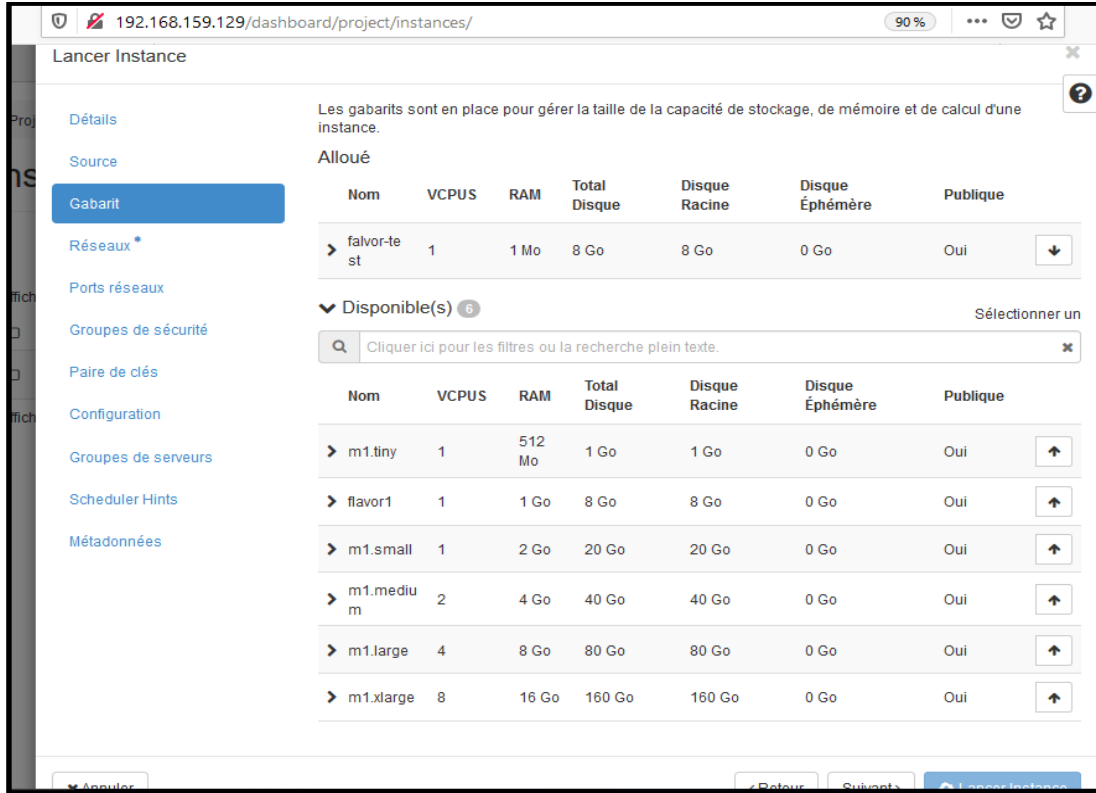 192.168.159.129/dashboard/project/instances/ 90 %
Lancer Instance
Détails
Source
Gabarit
Réseaux *
Ports réseaux
Groupes de sécurité
Paire de clés
Configuration
Groupes de serveurs
Scheduler Hints
Métadonnées
Les gabarits sont en place pour gérer la taille de la capacité de stockage, de mémoire et de calcul d'une
instance.
Alloué
Nom VCPUS RAM Total Disque Disque Racine Disque Éphémère Publique
falvor-te
st 1 1 Mo 8 Go 8 Go 0 Go Oui
Disponible(s) 6
Sélectionner un
Cliquer ici pour les filtres ou la recherche plein texte.
Nom VCPUS RAM Total Disque Disque Racine Disque Éphémère Publique
m1.tiny 1 512 Mo 1 Go 1 Go 0 Go Oui
flavor1 1 1 Go 8 Go 8 Go 0 Go Oui
m1.small 1 2 Go 20 Go 20 Go 0 Go Oui
m1.mediu
m 2 4 Go 40 Go 40 Go 0 Go Oui
m1.large 4 8 Go 80 Go 80 Go 0 Go Oui
m1.xlarge 8 16 Go 160 Go 160 Go 0 Go Oui
Annuler
‹ Retour
Suivant ›
Lancer Instance